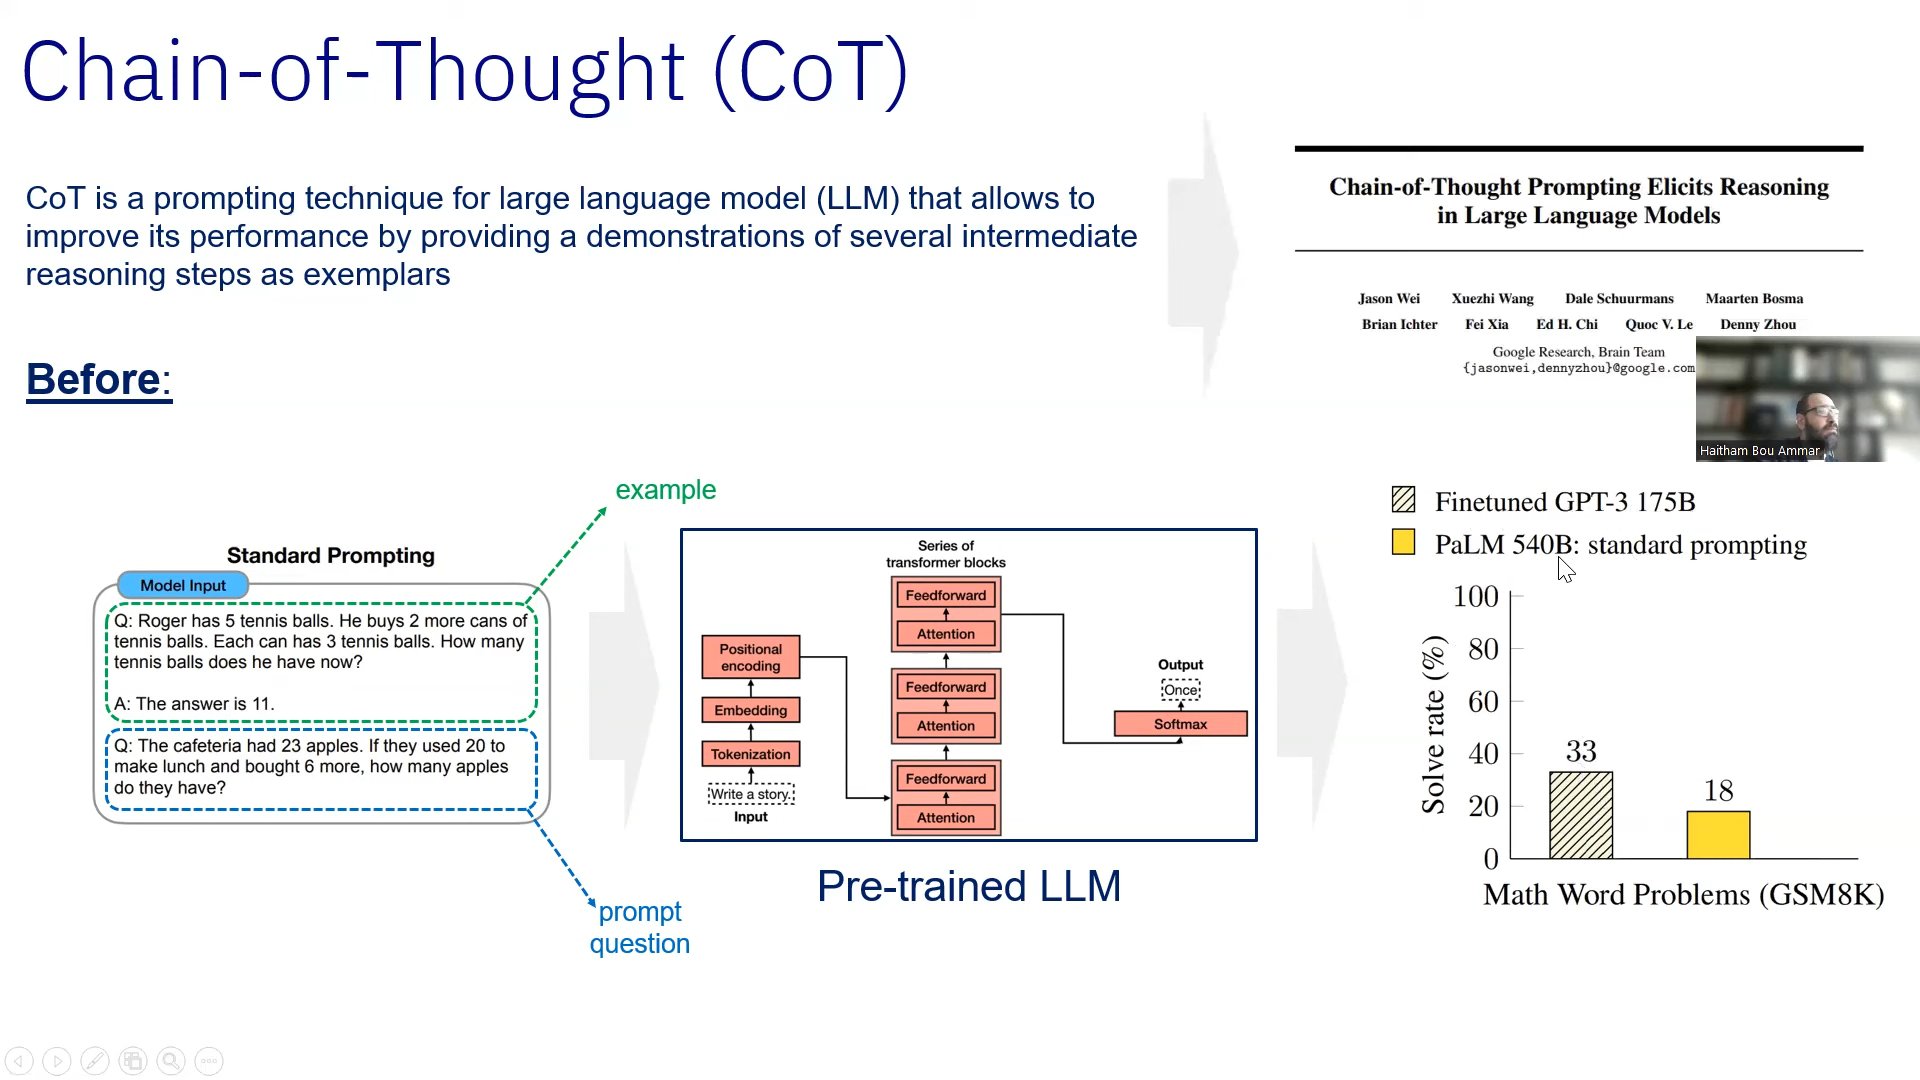 Chain-of-Thought (CoT)
CoT is a prompting technique for large language model (LLM) that allows to
improve its performance by providing a demonstrations of several intermediate
reasoning steps as exemplars
Chain-of-Thought Prompting Elicits Reasoning
in Large Language Models
Jason Wei Xuezhi Wang Dale Schuurmans Maarten Bosma
Brian Ichter Fei Xia Ed H. Chi Quoc V. Le Denny Zhou
Google Research, Brain Team
{jasonwei,dennyzhou}@google.com
Haitham Bou Ammar
Before:
example
Standard Prompting
Model Input
Q: Roger has 5 tennis balls. He buys 2 more cans of
tennis balls. Each can has 3 tennis balls. How many
tennis balls does he have now?
A: The answer is 11.
Q: The cafeteria had 23 apples. If they used 20 to
make lunch and bought 6 more, how many apples
do they have?
prompt
question
Series of
transformer blocks
Feedforward
Attention
Feedforward
Attention
Feedforward
Attention
Positional
encoding
Embedding
Tokenization
Write a story.
Input
Output
Once
Softmax
Pre-trained LLM
Finetuned GPT-3 175B
PaLM 540B: standard prompting
Solve rate (%)
100
80
60
40
20
0
33
18
Math Word Problems (GSM8K)